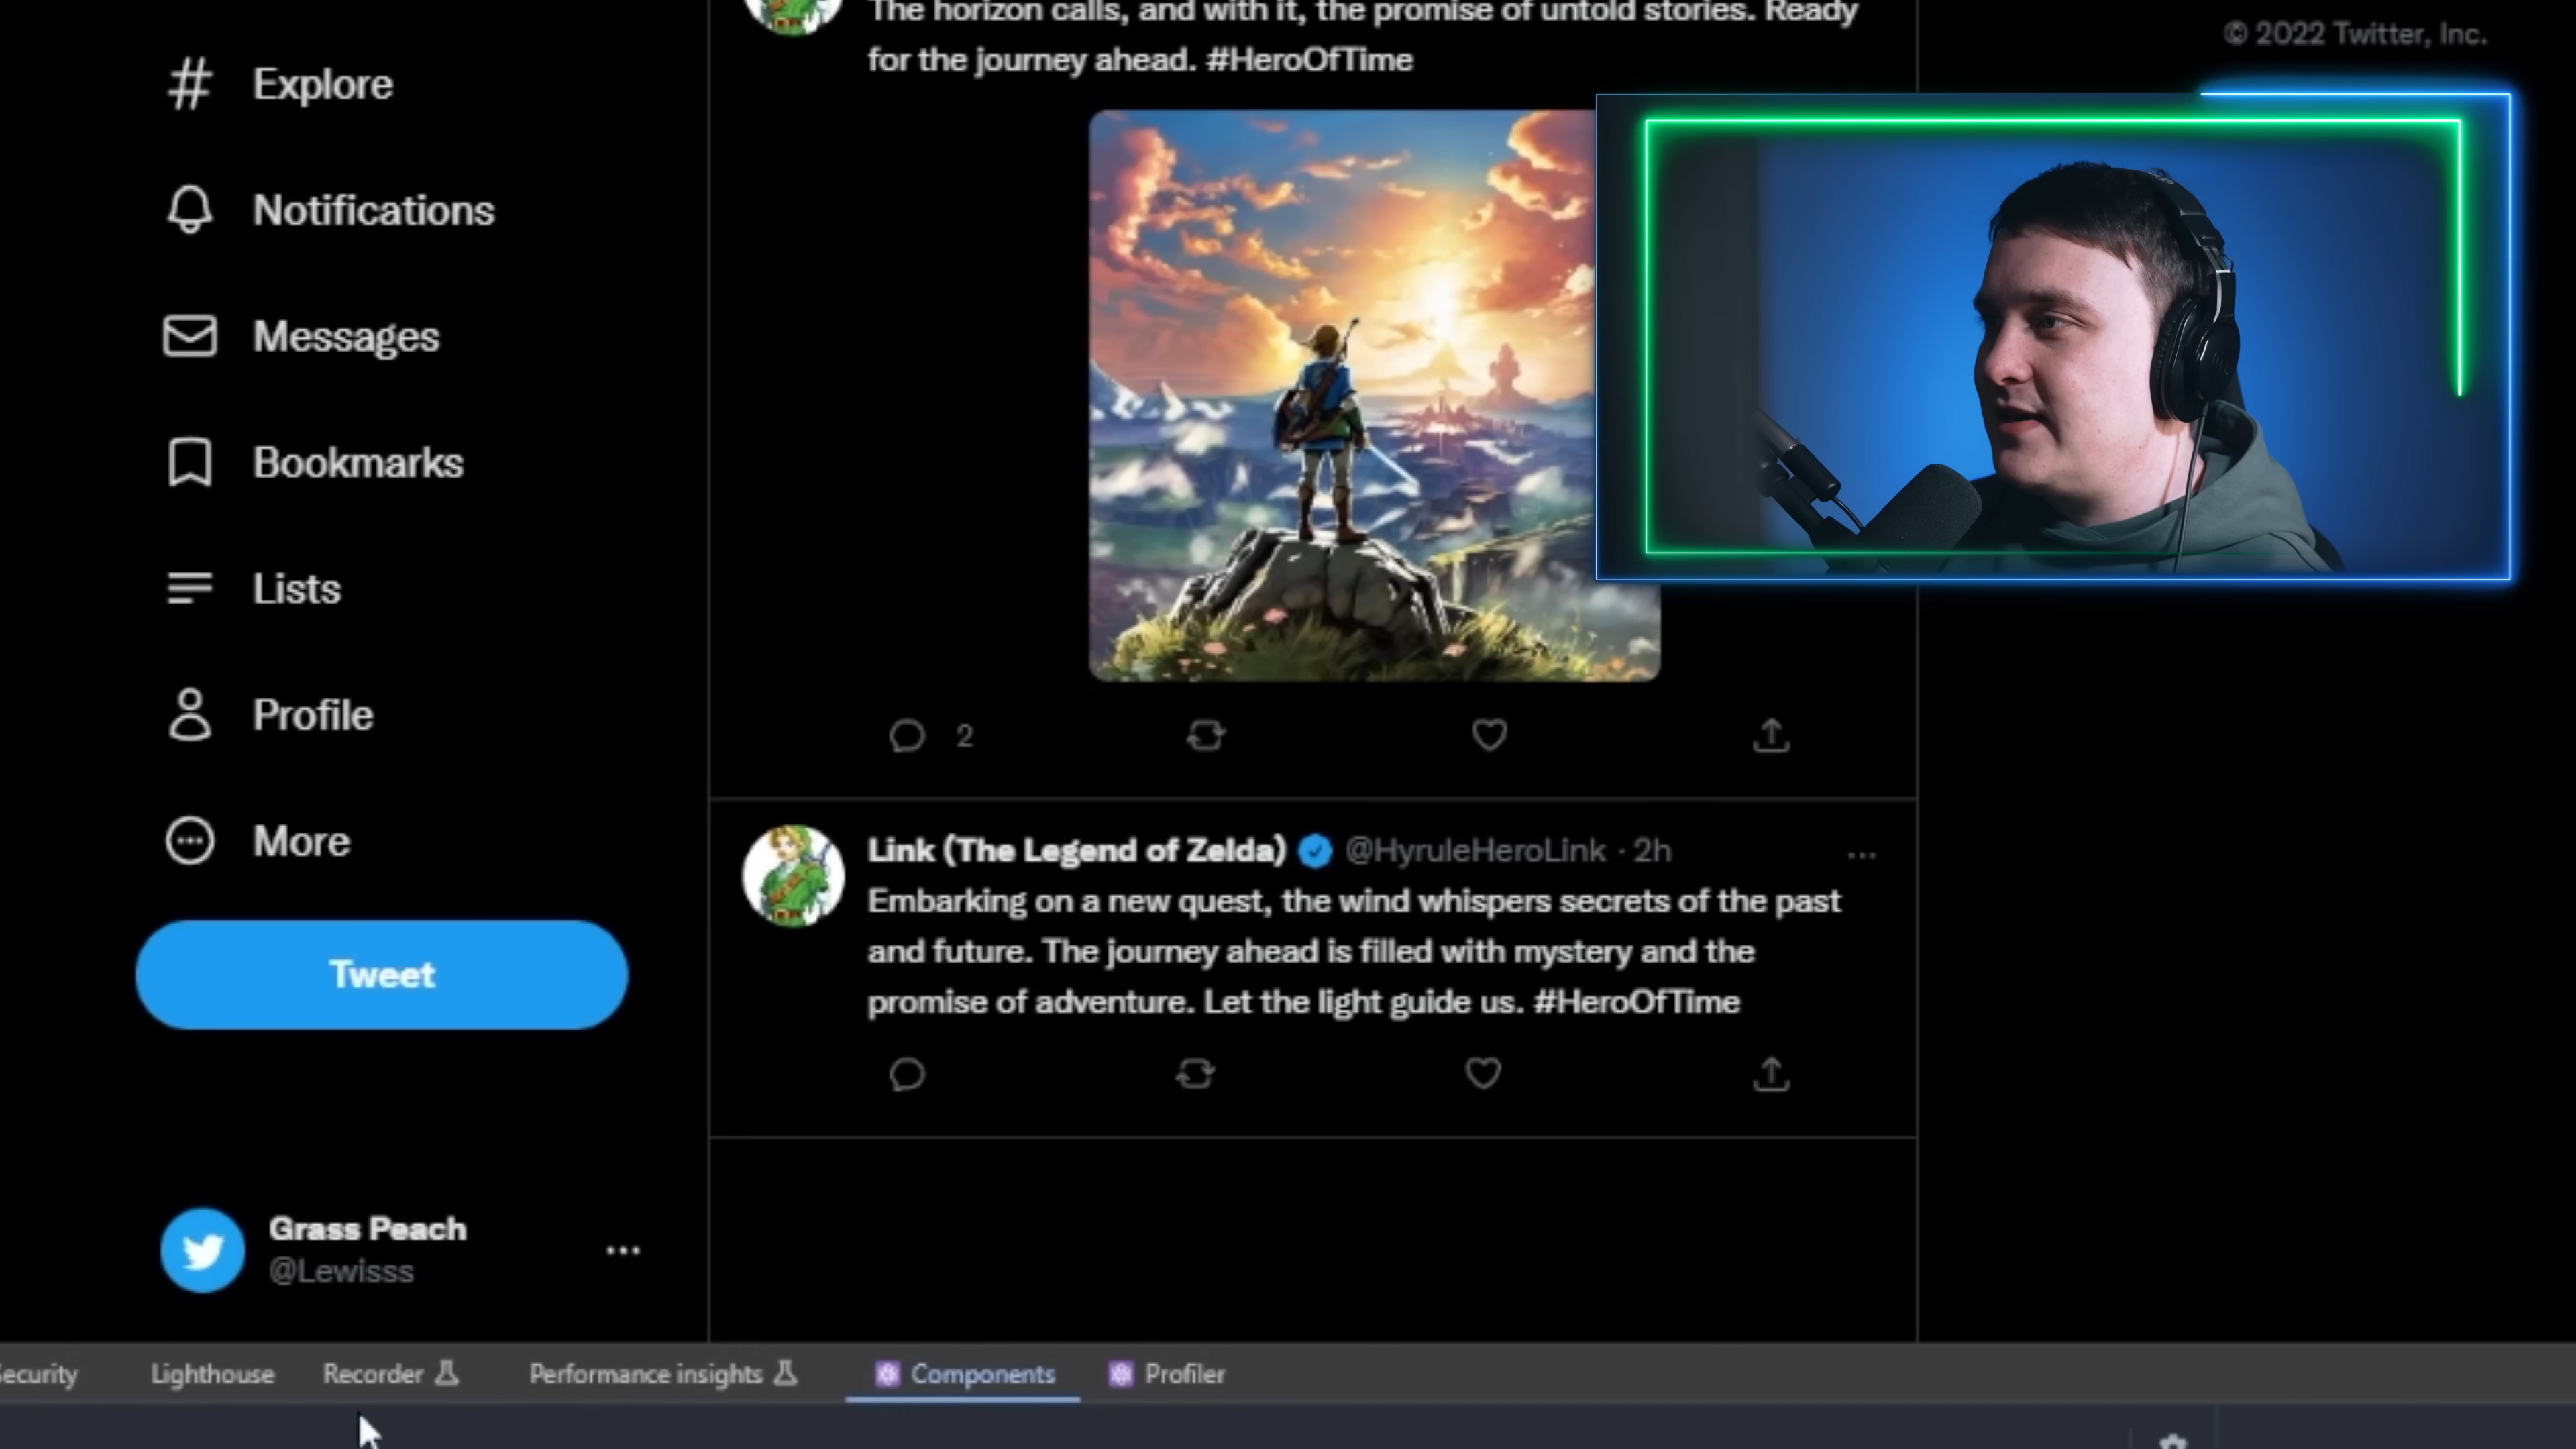 The horizon calls, and with it, the promise of untold stories. Ready
for the journey ahead. #HeroOfTime
© 2022 Twitter, Inc.
Explore
Notifications
Messages
Bookmarks
Lists
Profile
More
Tweet
2
Link (The Legend of Zelda) @HyruleHeroLink · 2h
Embarking on a new quest, the wind whispers secrets of the past
and future. The journey ahead is filled with mystery and the
promise of adventure. Let the light guide us. #HeroOfTime
Grass Peach
@Lewisss
ecurity Lighthouse Recorder Performance insights Components Profiler